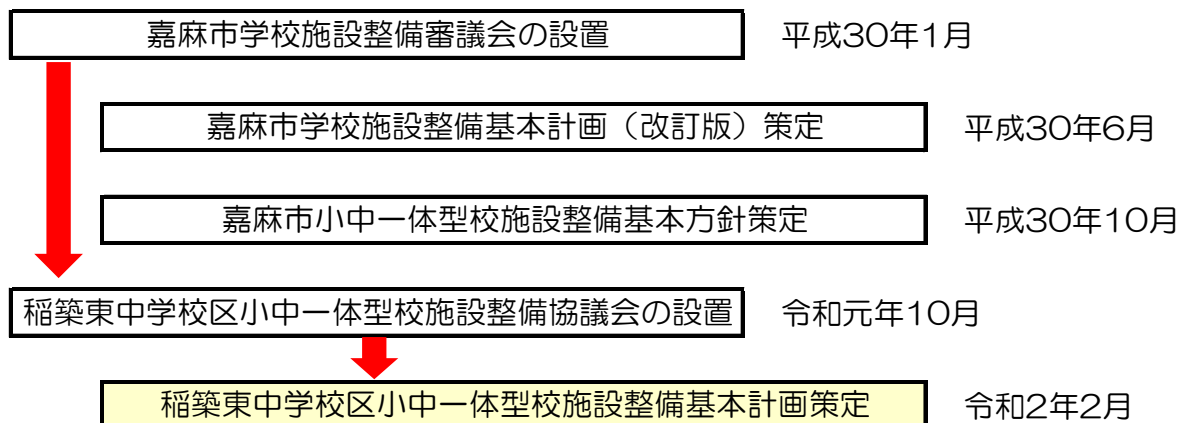 嘉麻市学校施設整備審議会の設置 平成30年1月
嘉麻市学校施設整備基本計画（改訂版）策定 平成30年6月
嘉麻市小中一体型校施設整備基本方針策定 平成30年10月
稲築東中学校区小中一体型校施設整備協議会の設置 令和元年10月
稲築東中学校区小中一体型校施設整備基本計画策定 令和2年2月